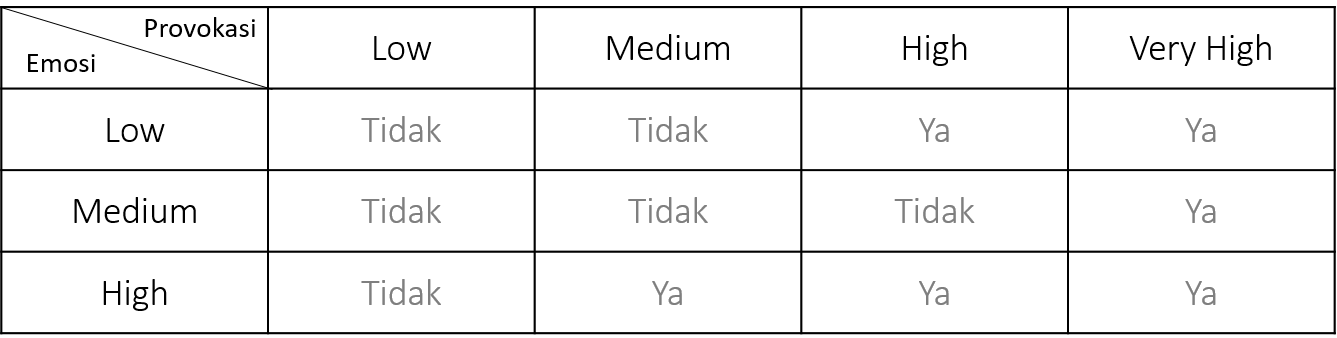 Provokasi
Emosi
Low Medium High Very High
Low Tidak Tidak Ya Ya
Medium Tidak Tidak Tidak Ya
High Tidak Ya Ya Ya